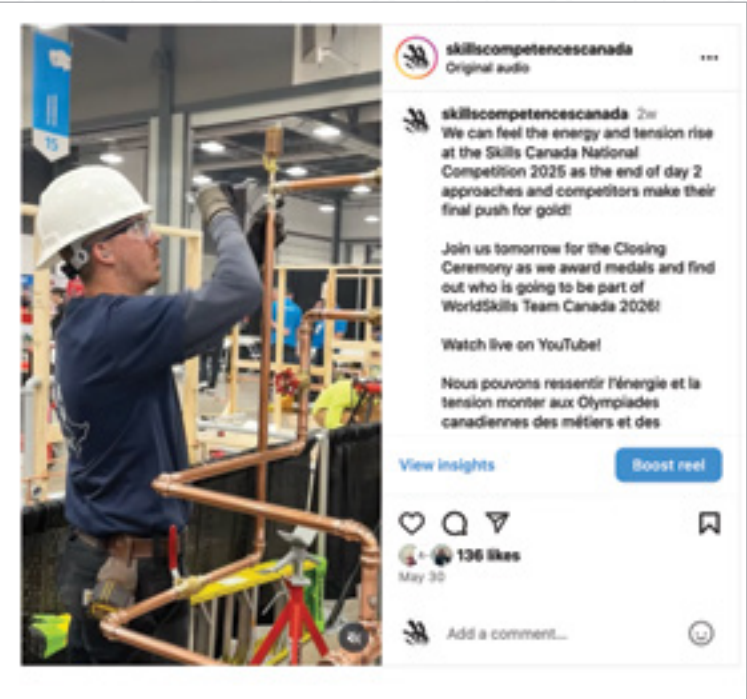 15
skillscompetencescanada
Original audio
skillscompetencescanada 2w
We can feel the energy and tension rise
at the Skills Canada National
Competition 2025 as the end of day 2
approaches and competitors make their
final push for gold!
Join us tomorrow for the Closing
Ceremony as we award medals and find
out who is going to be part of
WorldSkills Team Canada 2026!
Watch live on YouTube!
Nous pouvons ressentir l'énergie et la
tension monter aux Olympiades
canadiennes des métiers et des
View insights
Boost reel
136 likes
May 30
Add a comment...